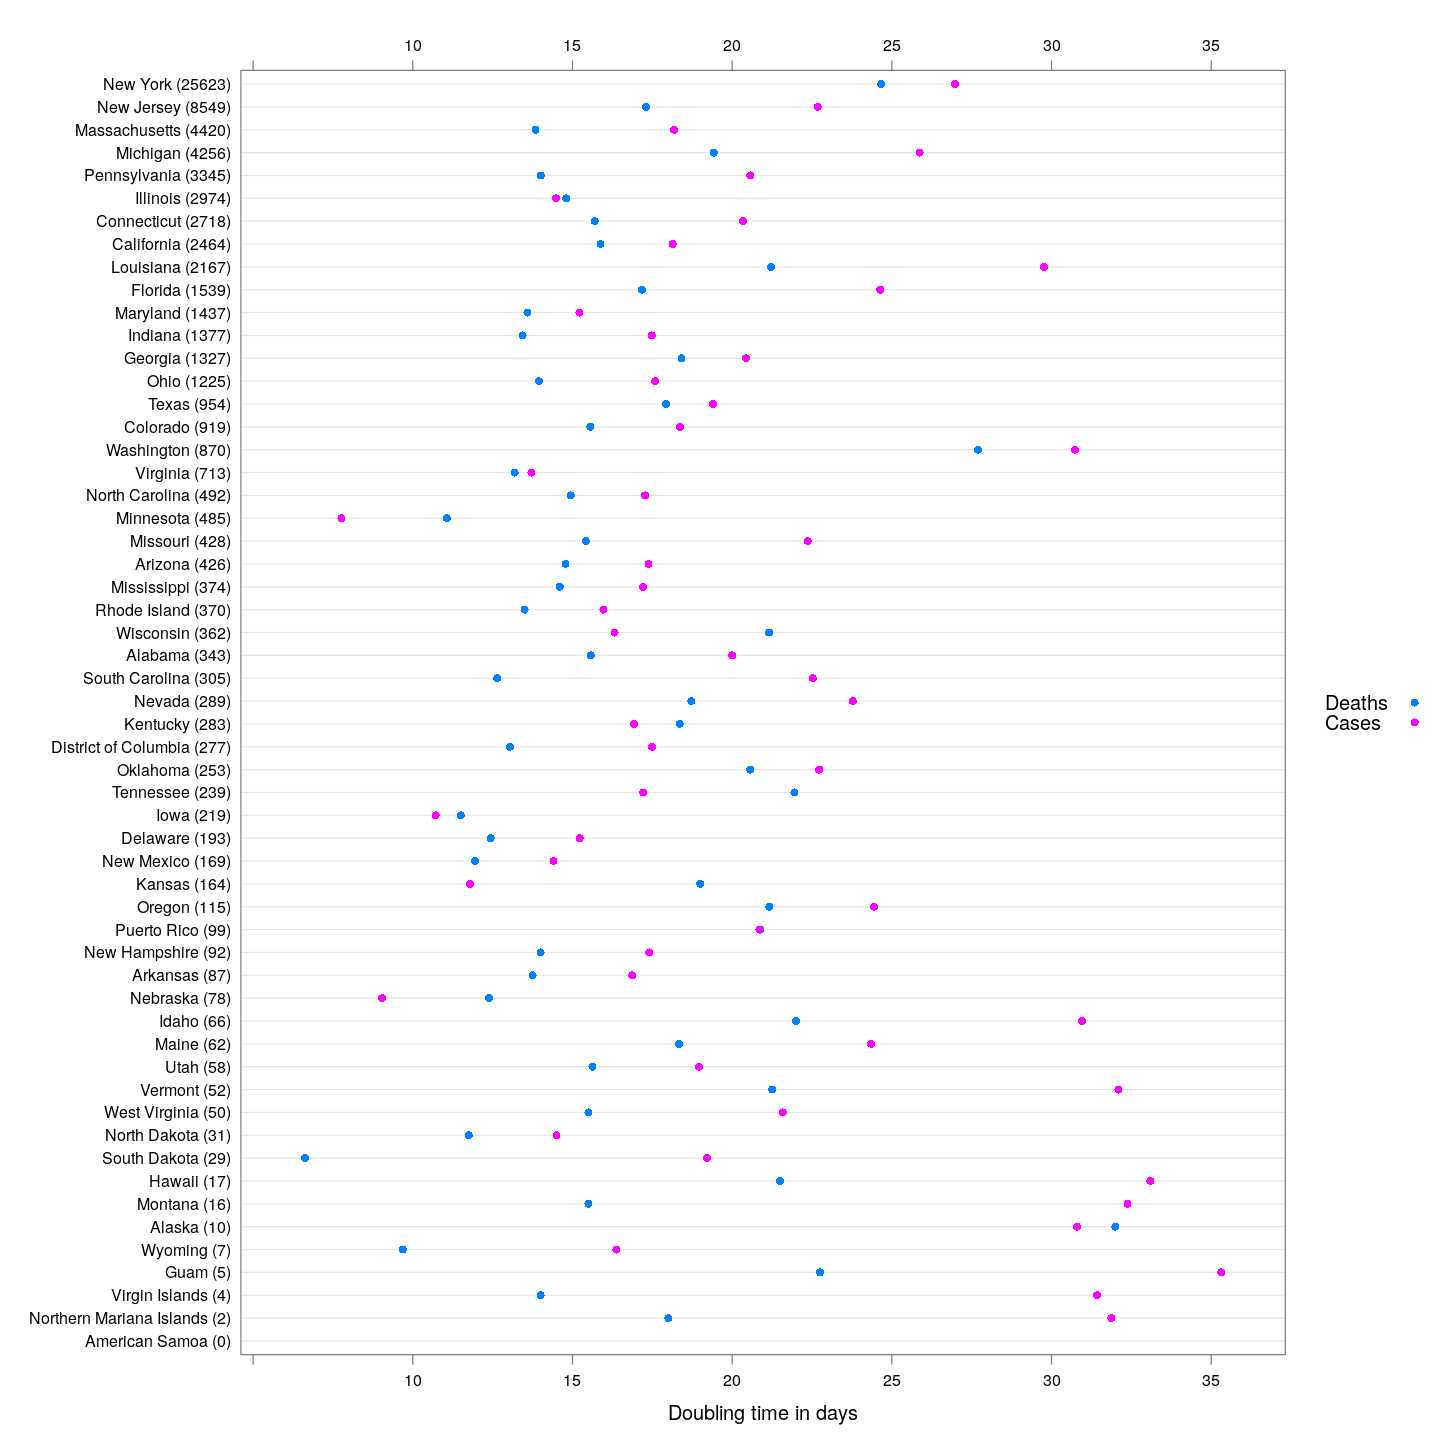 10 15 20 25 30 35
New York (25623)
New Jersey (8549)
Massachusetts (4420)
Michigan (4256)
Pennsylvania (3345)
Illinois (2974)
Connecticut (2718)
California (2464)
Louisiana (2167)
Florida (1539)
Maryland (1437)
Indiana (1377)
Georgia (1327)
Ohio (1225)
Texas (954)
Colorado (919)
Washington (870)
Virginia (713)
North Carolina (492)
Minnesota (485)
Missouri (428)
Arizona (426)
Mississippi (374)
Rhode Island (370)
Wisconsin (362)
Alabama (343)
South Carolina (305)
Nevada (289)
Kentucky (283)
District of Columbia (277)
Oklahoma (253)
Tennessee (239)
Iowa (219)
Delaware (193)
New Mexico (169)
Kansas (164)
Oregon (115)
Puerto Rico (99)
New Hampshire (92)
Arkansas (87)
Nebraska (78)
Idaho (66)
Maine (62)
Utah (58)
Vermont (52)
West Virginia (50)
North Dakota (31)
South Dakota (29)
Hawaii (17)
Montana (16)
Alaska (10)
Wyoming (7)
Guam (5)
Virgin Islands (4)
Northern Mariana Islands (2)
American Samoa (0)
10 15 20 25 30 35
Doubling time in days
Deaths
Cases